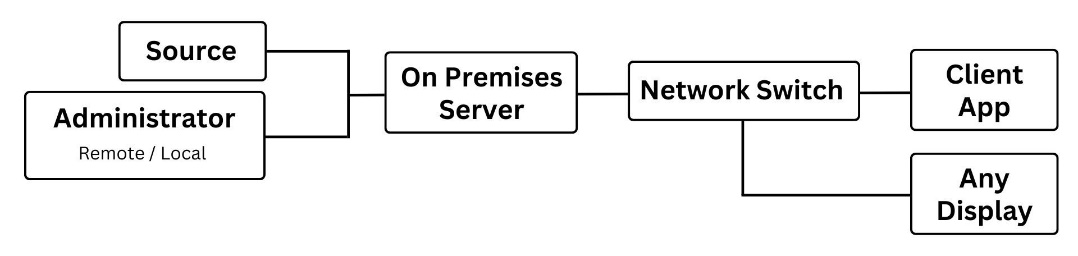 Source
Administrator
Remote / Local
On Premises
Server
Network Switch
Client
App
Any
Display